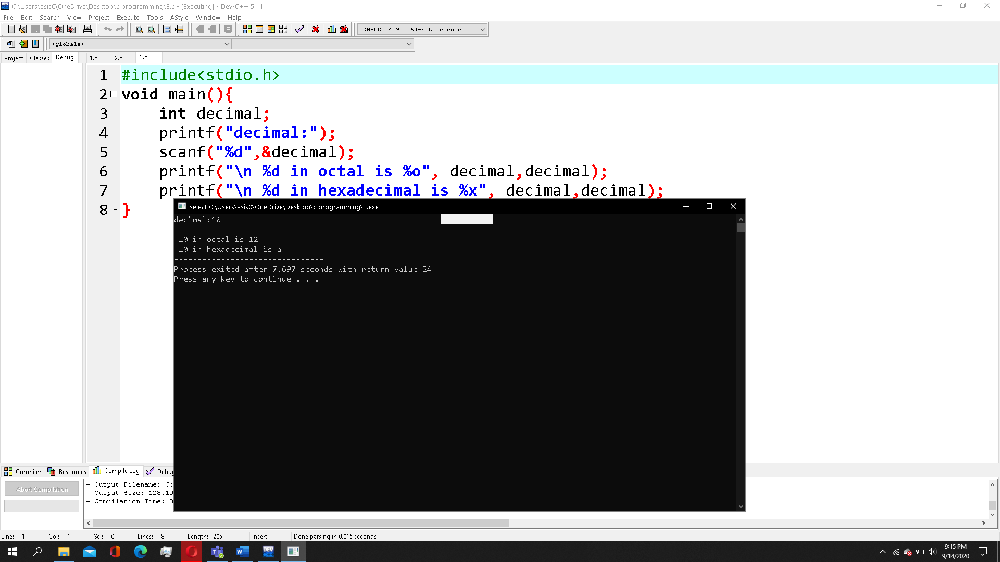 C:\Users\asis0\OneDrive\Desktop\c programming\3.c - [Executing] - Dev-C++ 5.11
File Edit Search View Project Execute Tools AStyle Window Help
TDM-GCC 4.9.2 64-bit Release
(globals)
Project Classes Debug 1.c 2.c 3.c
1 #include<stdio.h>
2 void main(){
3 int decimal;
4 printf("decimal:");
5 scanf("%d",&decimal);
6 printf("\n %d in octal is %o", decimal,decimal);
7 printf("\n %d in hexadecimal is %x", decimal,decimal);
8 }
Select C:\Users\asis0\OneDrive\Desktop\c programming\3.exe
decimal:10
10 in octal is 12
10 in hexadecimal is a
--------------------------------
Process exited after 7.697 seconds with return value 24
Press any key to continue . . .
Compiler Resources Compile Log Debug
Abort Compilation
- Output Filename: C:
- Output Size: 128.10
- Compilation Time: 0
Line: 1 Col: 1 Sel: 0 Lines: 8 Length: 205 Insert Done parsing in 0.015 seconds
9:15 PM
9/14/2020